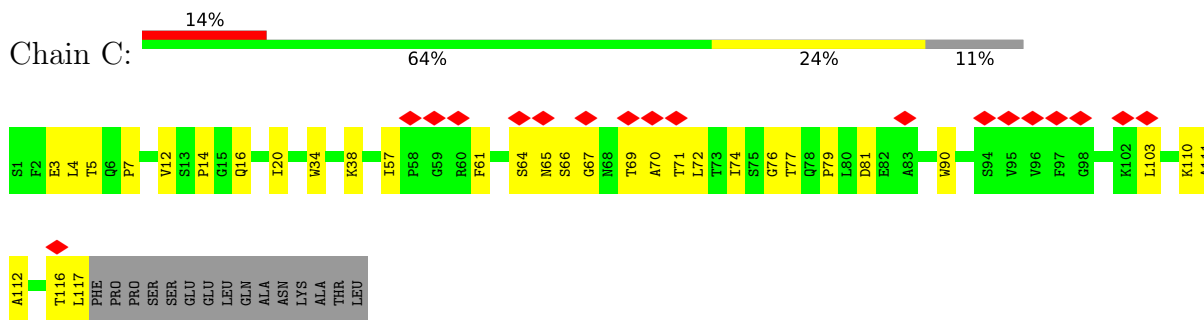 14%
Chain C:
64% 24% 11%
S1 F2 E3 L4 T5 Q6 P7 V12 S13 P14 G15 Q16 I20 W34 K38 I57 P58 G59 R60 F61 S64 N65 S66 G67 N68 T69 A70 T71 L72 T73 I74 S75 G76 T77 Q78 P79 L80 D81 E82 A83 W90 S94 V95 V96 F97 G98 K102 L103 K110 A111
A112 T116 L117 PHE PRO PRO SER SER GLU GLU LEU GLN ALA ASN LYS ALA THR LEU